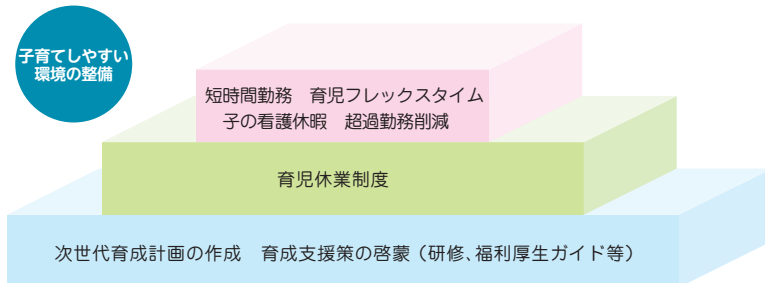 子育てしやすい
環境の整備
短時間勤務　育児フレックスタイム
子の看護休暇　超過勤務削減
育児休業制度
次世代育成計画の作成　育成支援策の啓蒙（研修、福利厚生ガイド等）